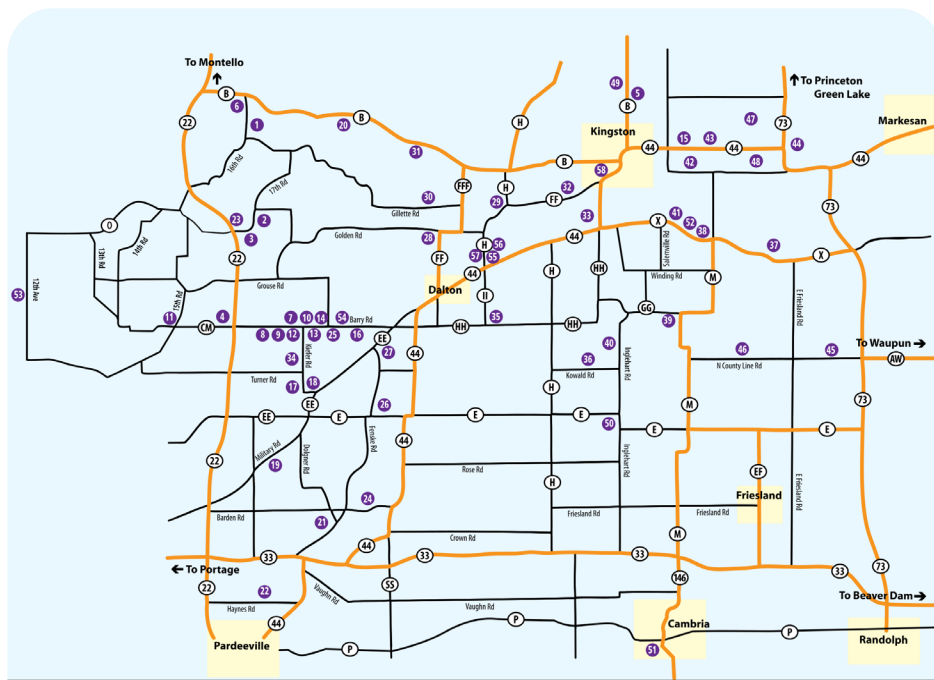 To Montello
To Princeton
Green Lake
Markesan
Kingston
49
5
B
B
6
22
1
20
B
H
47
73
44
15
43
44
44
44
31
B
42
48
16th Rd
58
17th Rd
FFF
H
32
FF
30
29
Gillette Rd
73
O
23
2
33
X
41
52
38
3
Golden Rd
28
H
56
44
14th Rd
57
55
Salemville Rd
37
X
13th Rd
22
FF
44
H
HH
Winding Rd
M
12th Ave
53
15th Rd
Grouse Rd
Dalton
II
GG
E Friesland Rd
11
4
7
10
14
54
Barry Rd
35
39
CM
HH
HH
8
9
12
13
25
16
EE
Kiefer Rd
27
44
40
Inglehart Rd
To Waupun
34
36
46
45
N County Line Rd
AW
Turner Rd
18
Kowald Rd
17
H
EE
26
M
73
EE
E
E
E
50
E
E
Fenske Rd
44
Military Rd
Dolgner Rd
Inglehart Rd
22
19
Rose Rd
EF
H
E Friesland Rd
24
Friesland
Barden Rd
21
Friesland Rd
Friesland Rd
44
Crown Rd
M
33
33
33
To Portage
73
33
22
22
SS
146
Vaughn Rd
To Beaver Dam
Haynes Rd
Vaughn Rd
44
P
Cambria
P
Pardeeville
P
51
Randolph